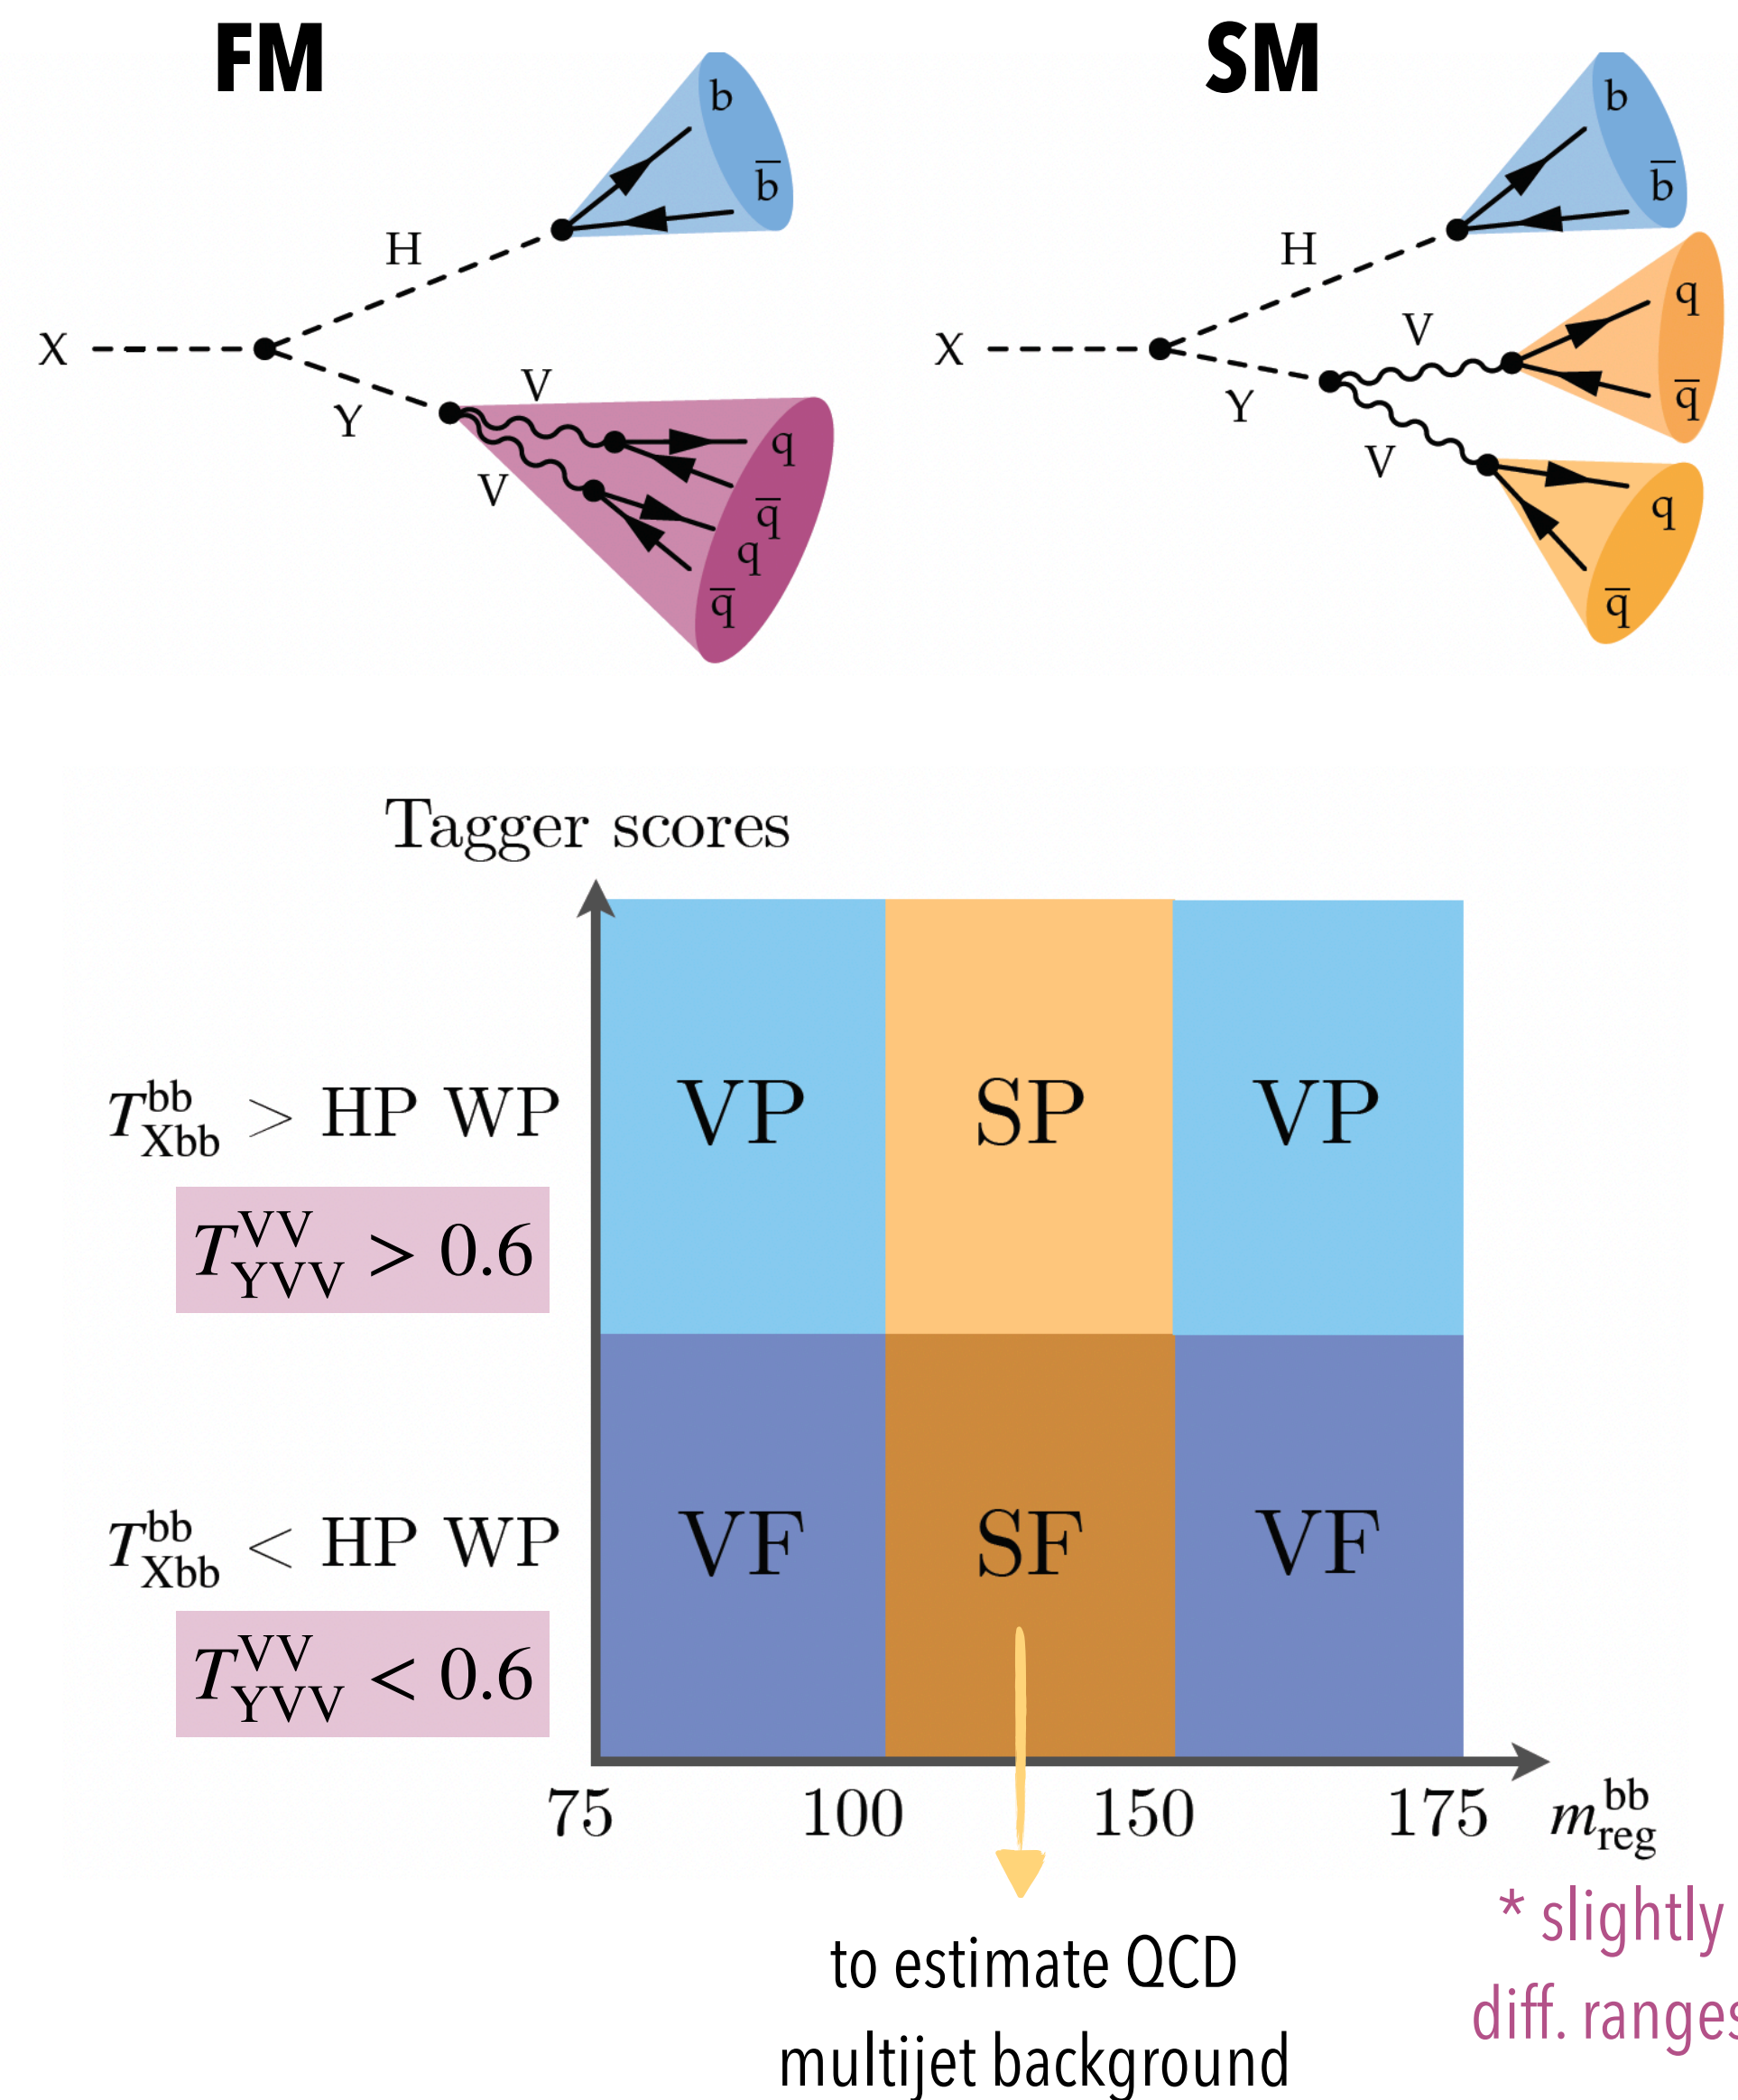 FM
SM
b
b̅
H
X
Y
V
V
q
q̅
q
q̅
b
b̅
H
X
Y
V
V
q
q̅
q
q̅
Tagger scores
T^bb_Xbb > HP WP
T^VV_YVV > 0.6
VP SP VP
T^bb_Xbb < HP WP
T^VV_YVV < 0.6
VF SF VF
75 100 150 175 m^bb_reg
* slightly
diff. ranges
to estimate QCD
multijet background